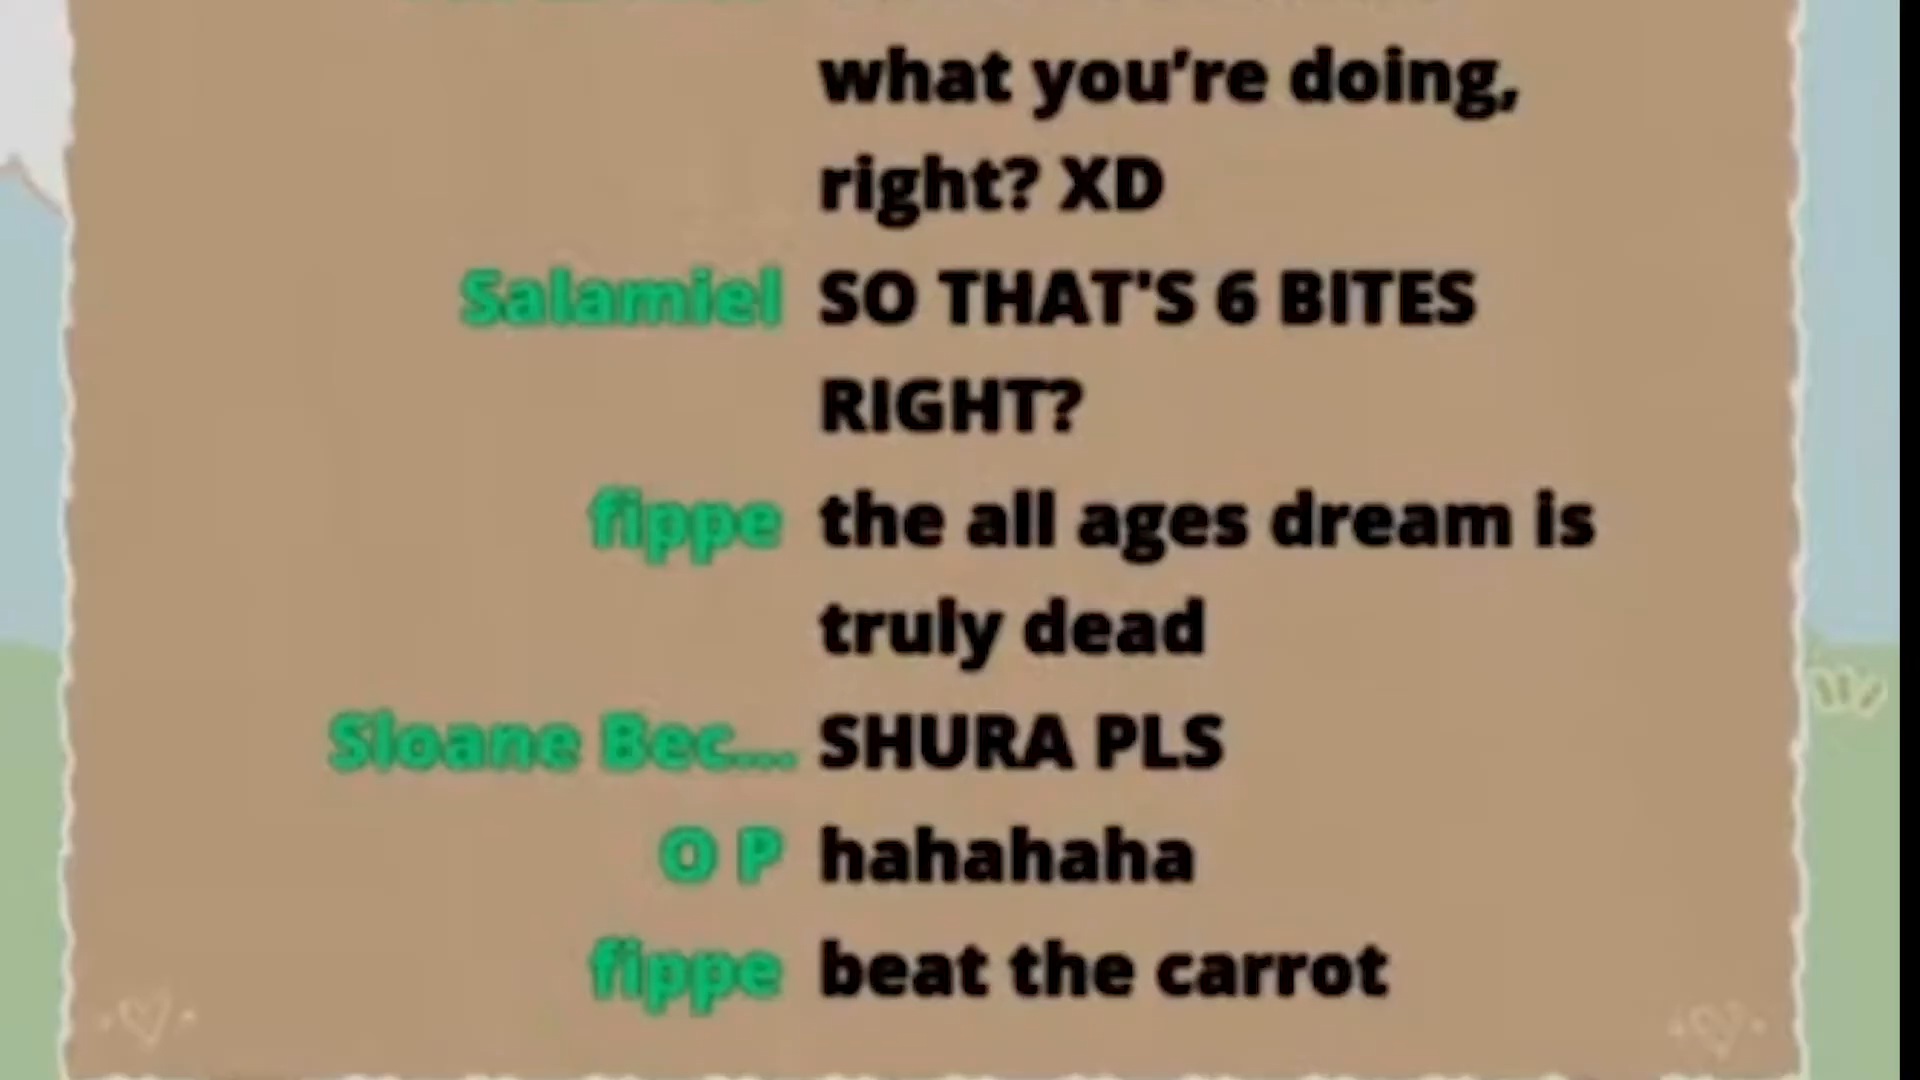 what you’re doing,
right? XD
Salamiel SO THAT'S 6 BITES
RIGHT?
fippe the all ages dream is
truly dead
Sloane Bec... SHURA PLS
O P hahahaha
fippe beat the carrot